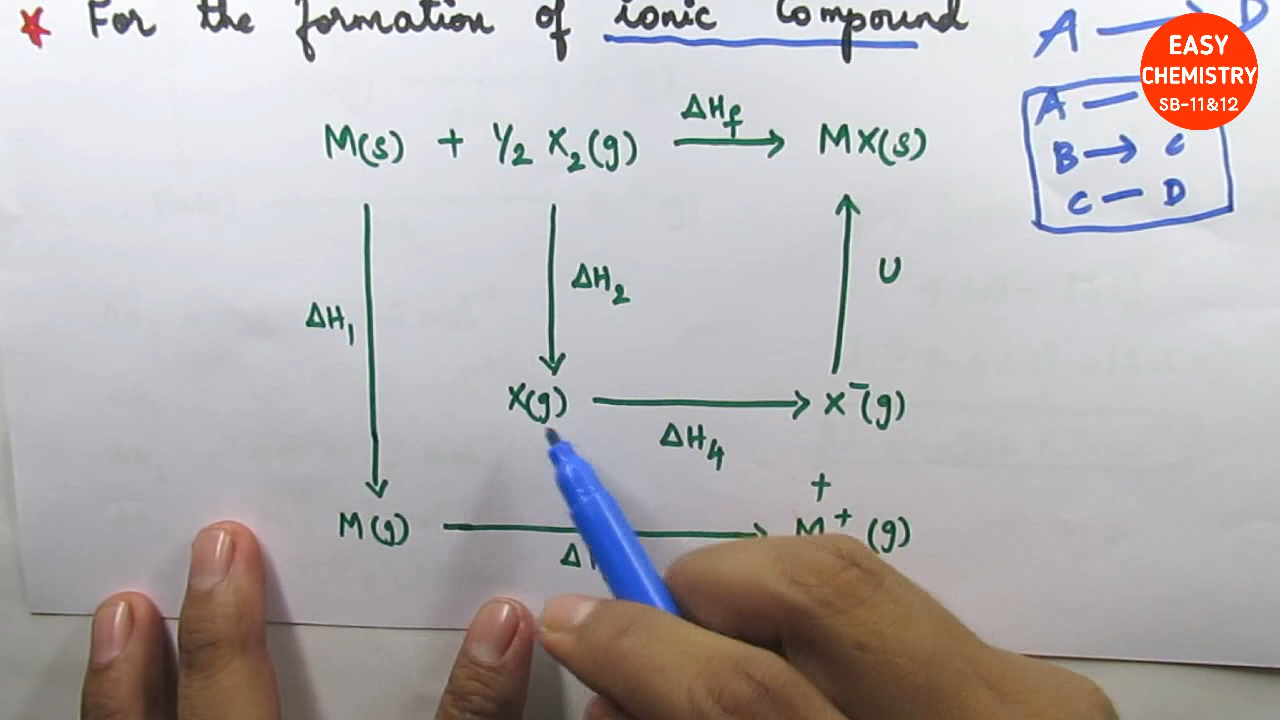 * For the formation of ionic compound
A → D
EASY
CHEMISTRY
SB-11&12
A —
B → C
C — D
ΔHf
M(s) + 1/2 X₂(g) → MX(s)
ΔH₁
ΔH₂
U
X(g) → X⁻(g)
ΔH₄
+
M(g) → M⁺(g)